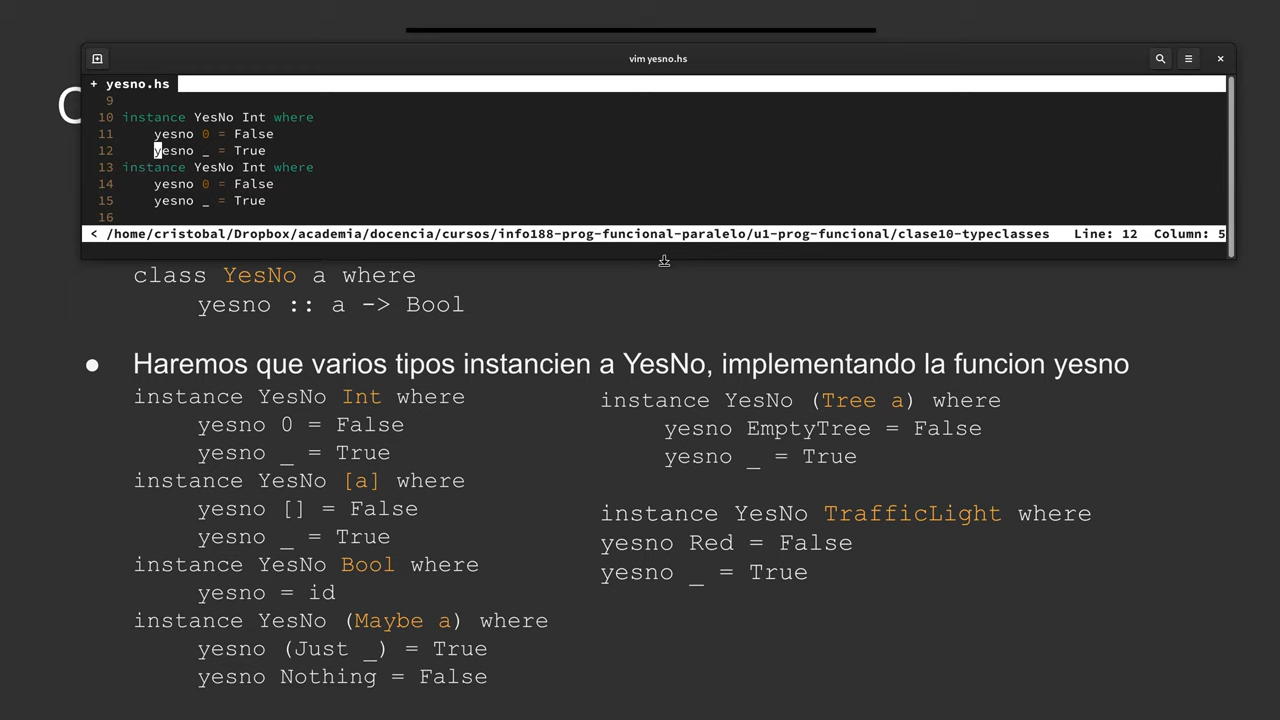 vim yesno.hs
+ yesno.hs
9
10 instance YesNo Int where
11 yesno 0 = False
12 yesno _ = True
13 instance YesNo Int where
14 yesno 0 = False
15 yesno _ = True
16
< /home/cristobal/Dropbox/academia/docencia/cursos/info188-prog-funcional-paralelo/u1-prog-funcional/clase10-typeclasses Line: 12 Column: 5
class YesNo a where
yesno :: a -> Bool
● Haremos que varios tipos instancien a YesNo, implementando la funcion yesno
instance YesNo Int where
yesno 0 = False
yesno _ = True
instance YesNo [a] where
yesno [] = False
yesno _ = True
instance YesNo Bool where
yesno = id
instance YesNo (Maybe a) where
yesno (Just _) = True
yesno Nothing = False
instance YesNo (Tree a) where
yesno EmptyTree = False
yesno _ = True
instance YesNo TrafficLight where
yesno Red = False
yesno _ = True